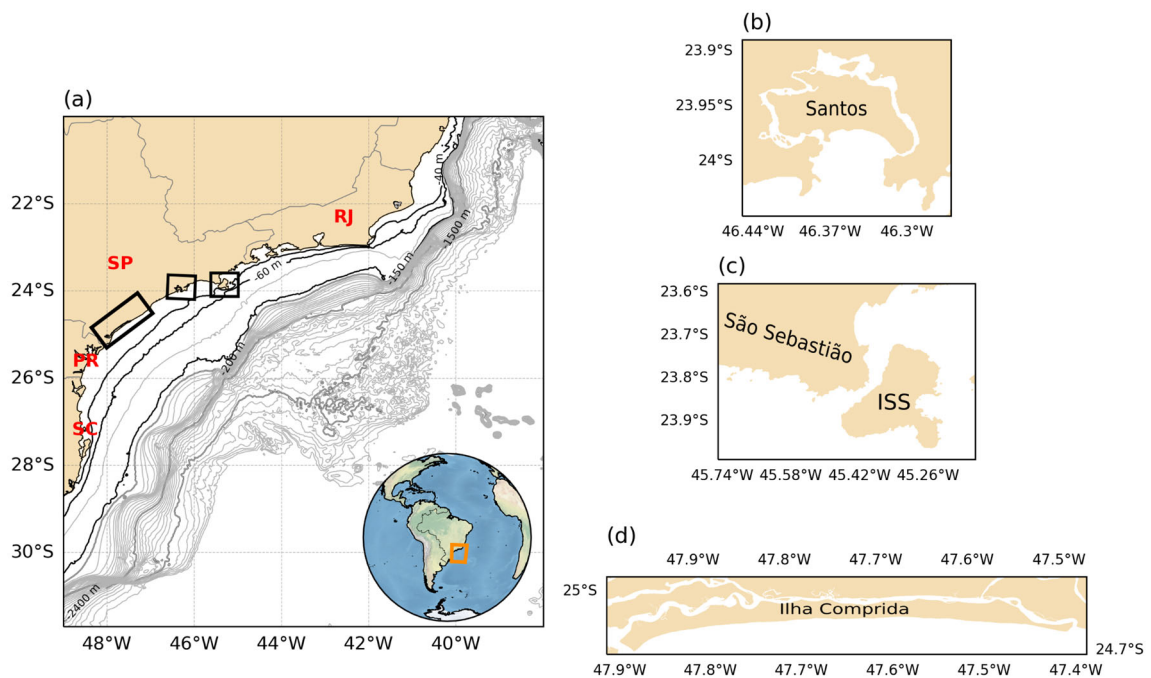 (a)
22°S
24°S
26°S
28°S
30°S
48°W 46°W 44°W 42°W 40°W
RJ
SP
PR
SC
-40 m
-1500 m
-60 m
-150 m
-200 m
-2400 m
(b)
23.9°S
23.95°S
24°S
Santos
46.44°W 46.37°W 46.3°W
(c)
23.6°S
23.7°S
23.8°S
23.9°S
São Sebastião
ISS
45.74°W 45.58°W 45.42°W 45.26°W
(d)
47.9°W 47.8°W 47.7°W 47.5°W
25°S
Ilha Comprida
24.7°S
47.9°W 47.8°W 47.7°W 47.6°W 47.5°W 47.4°W